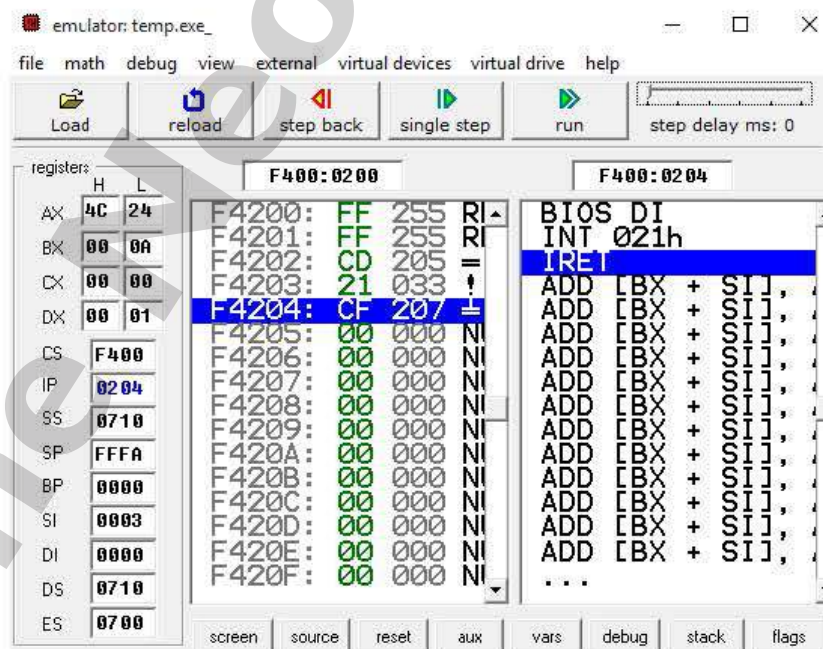 emulator: temp.exe_
file math debug view external virtual devices virtual drive help
Load reload step back single step run step delay ms: 0
registers F400:0200 F400:0204
H L
AX 4C 24
BX 00 0A
CX 00 00
DX 00 01
CS F400
IP 0204
SS 0710
SP FFFA
BP 0000
SI 0003
DI 0000
DS 0710
ES 0700
F4200: FF 255
F4201: FF 255
F4202: CD 205 =
F4203: 21 033 !
F4204: CF 207 ╧
F4205: 00 000
F4206: 00 000
F4207: 00 000
F4208: 00 000
F4209: 00 000
F420A: 00 000
F420B: 00 000
F420C: 00 000
F420D: 00 000
F420E: 00 000
F420F: 00 000
BIOS DI
INT 021h
IRET
ADD [BX + SI],
ADD [BX + SI],
ADD [BX + SI],
ADD [BX + SI],
ADD [BX + SI],
ADD [BX + SI],
ADD [BX + SI],
ADD [BX + SI],
ADD [BX + SI],
ADD [BX + SI],
ADD [BX + SI],
ADD [BX + SI],
...
screen source reset aux vars debug stack flags